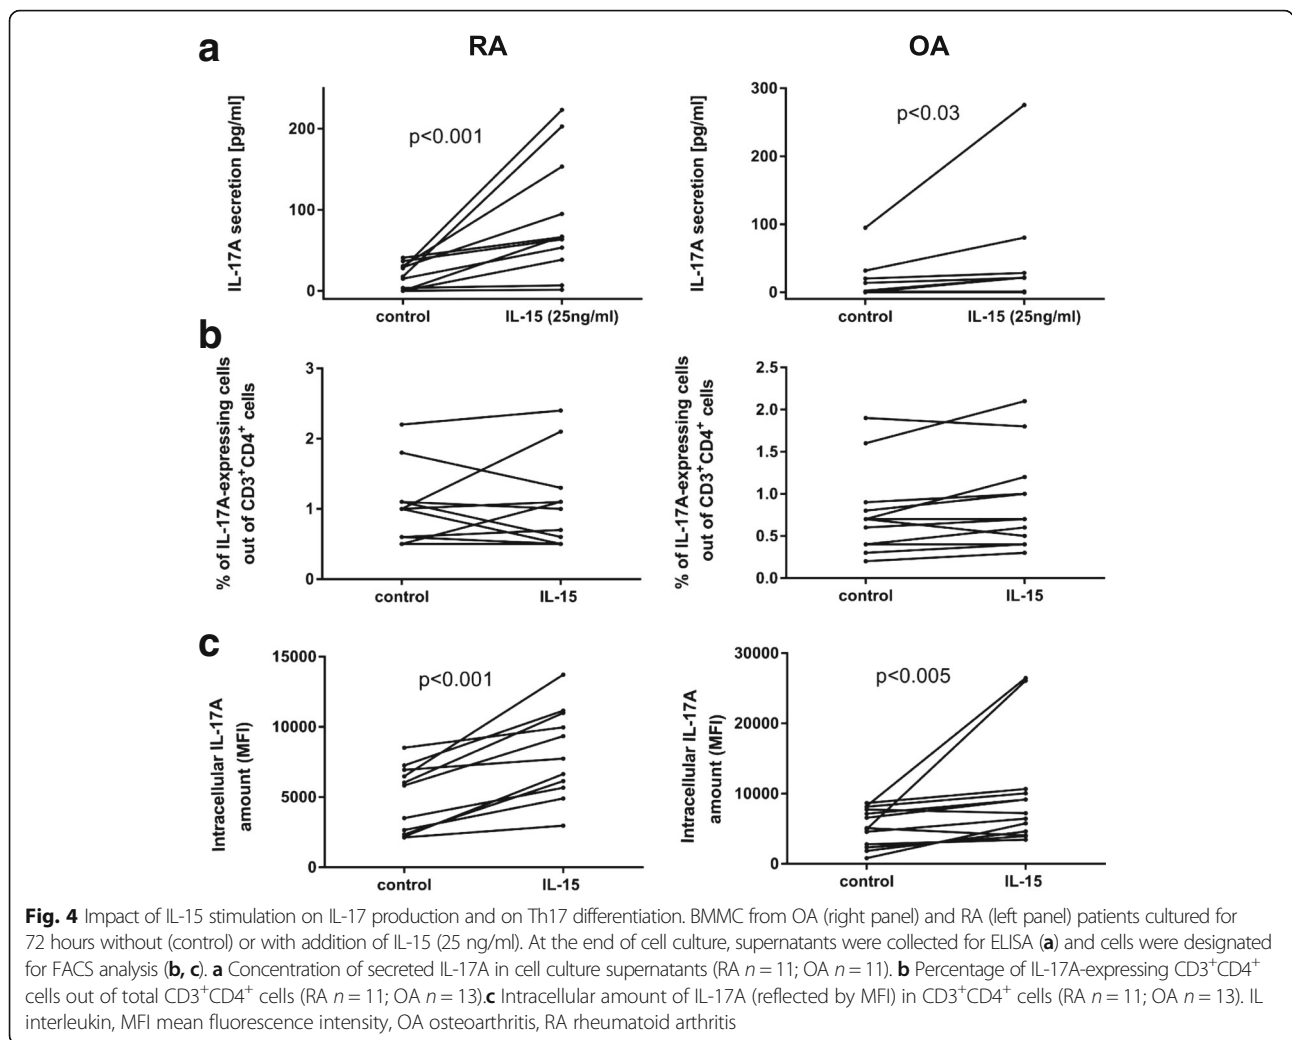 a
RA
OA
IL-17A secretion [pg/ml]
200
100
0
p<0.001
control
IL-15 (25ng/ml)
IL-17A secretion [pg/ml]
300
200
100
0
p<0.03
control
IL-15 (25ng/ml)
b
% of IL-17A-expressing cells
out of CD3⁺CD4⁺ cells
3
2
1
0
control
IL-15
% of IL-17A-expressing cells
out of CD3⁺CD4⁺ cells
2.5
2.0
1.5
1.0
0.5
0.0
control
IL-15
c
Intracellular IL-17A
amount (MFI)
15000
10000
5000
0
p<0.001
control
IL-15
Intracellular IL-17A
amount (MFI)
30000
20000
10000
0
p<0.005
control
IL-15
Fig. 4 Impact of IL-15 stimulation on IL-17 production and on Th17 differentiation. BMMC from OA (right panel) and RA (left panel) patients cultured for
72 hours without (control) or with addition of IL-15 (25 ng/ml). At the end of cell culture, supernatants were collected for ELISA (a) and cells were designated
for FACS analysis (b, c). a Concentration of secreted IL-17A in cell culture supernatants (RA n = 11; OA n = 11). b Percentage of IL-17A-expressing CD3⁺CD4⁺
cells out of total CD3⁺CD4⁺ cells (RA n = 11; OA n = 13).c Intracellular amount of IL-17A (reflected by MFI) in CD3⁺CD4⁺ cells (RA n = 11; OA n = 13). IL
interleukin, MFI mean fluorescence intensity, OA osteoarthritis, RA rheumatoid arthritis